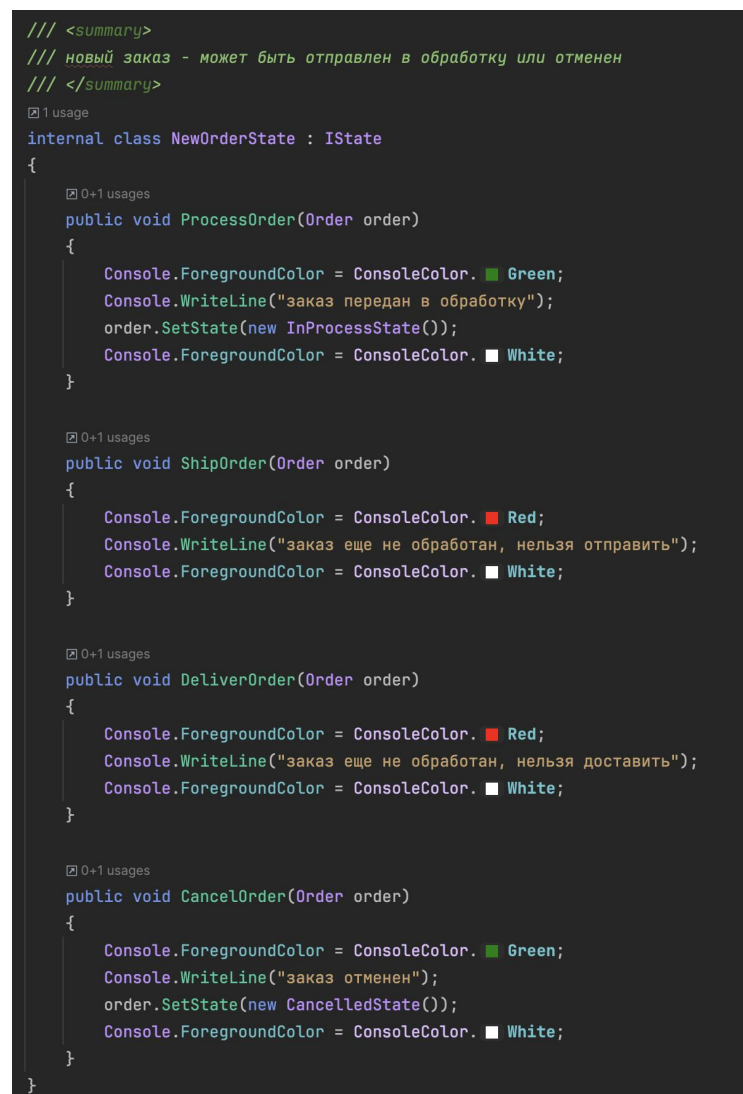 /// <summary>
/// новый заказ - может быть отправлен в обработку или отменен
/// </summary>
1 usage
internal class NewOrderState : IState
{
0+1 usages
public void ProcessOrder(Order order)
{
Console.ForegroundColor = ConsoleColor. Green;
Console.WriteLine("заказ передан в обработку");
order.SetState(new InProcessState());
Console.ForegroundColor = ConsoleColor. White;
}
0+1 usages
public void ShipOrder(Order order)
{
Console.ForegroundColor = ConsoleColor. Red;
Console.WriteLine("заказ еще не обработан, нельзя отправить");
Console.ForegroundColor = ConsoleColor. White;
}
0+1 usages
public void DeliverOrder(Order order)
{
Console.ForegroundColor = ConsoleColor. Red;
Console.WriteLine("заказ еще не обработан, нельзя доставить");
Console.ForegroundColor = ConsoleColor. White;
}
0+1 usages
public void CancelOrder(Order order)
{
Console.ForegroundColor = ConsoleColor. Green;
Console.WriteLine("заказ отменен");
order.SetState(new CancelledState());
Console.ForegroundColor = ConsoleColor. White;
}
}